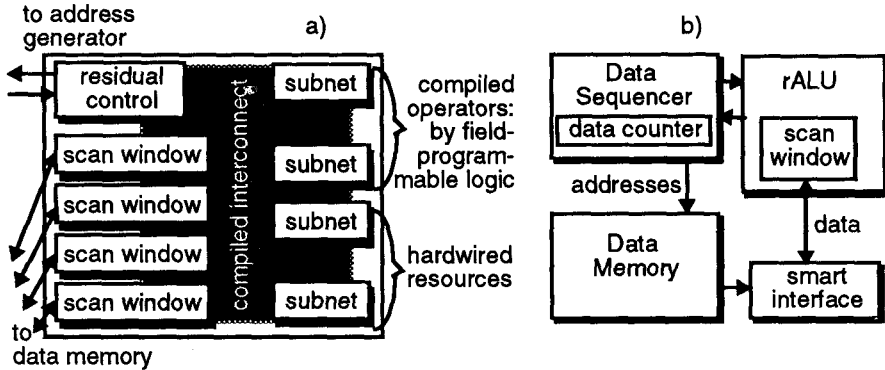 to address
generator
a)
residual
control
scan window
scan window
scan window
scan window
to
data memory
compiled interconnect
subnet
subnet
subnet
subnet
compiled
operators:
by field-
program-
mable logic
hardwired
resources
b)
Data
Sequencer
data counter
rALU
scan
window
addresses
data
Data
Memory
smart
interface